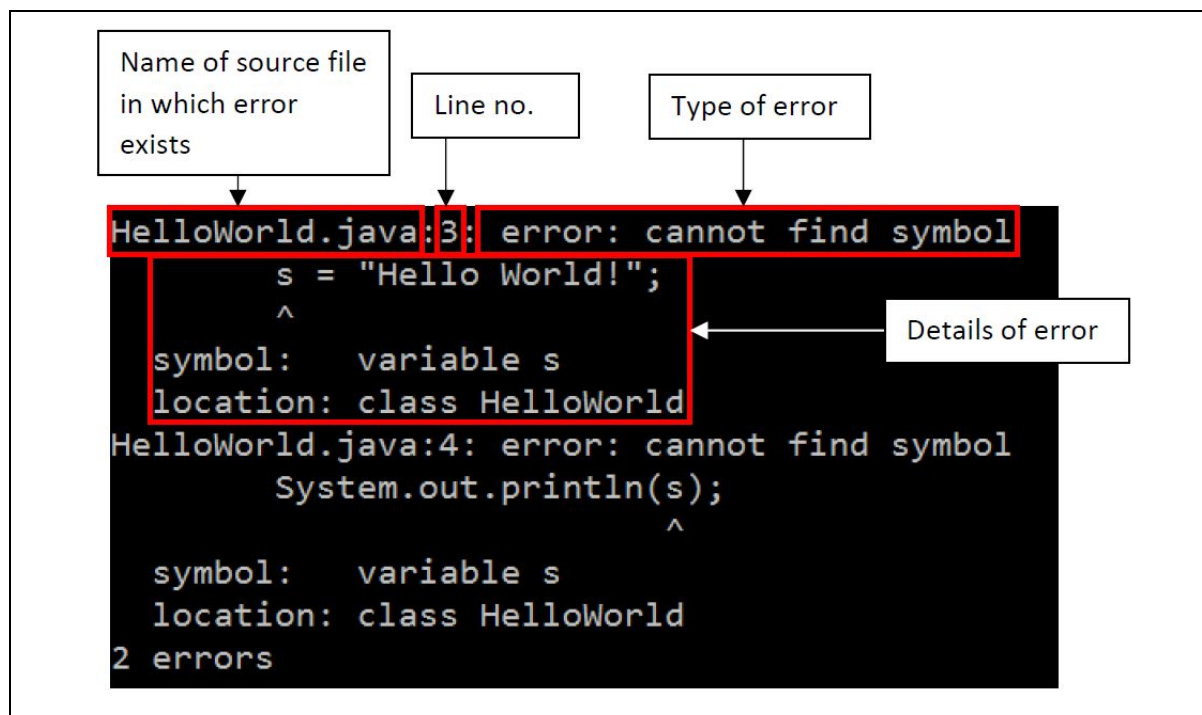 Name of source file
in which error
exists
Line no.
Type of error
HelloWorld.java:3: error: cannot find symbol
s = "Hello World!";
^
symbol: variable s
location: class HelloWorld
Details of error
HelloWorld.java:4: error: cannot find symbol
System.out.println(s);
^
symbol: variable s
location: class HelloWorld
2 errors